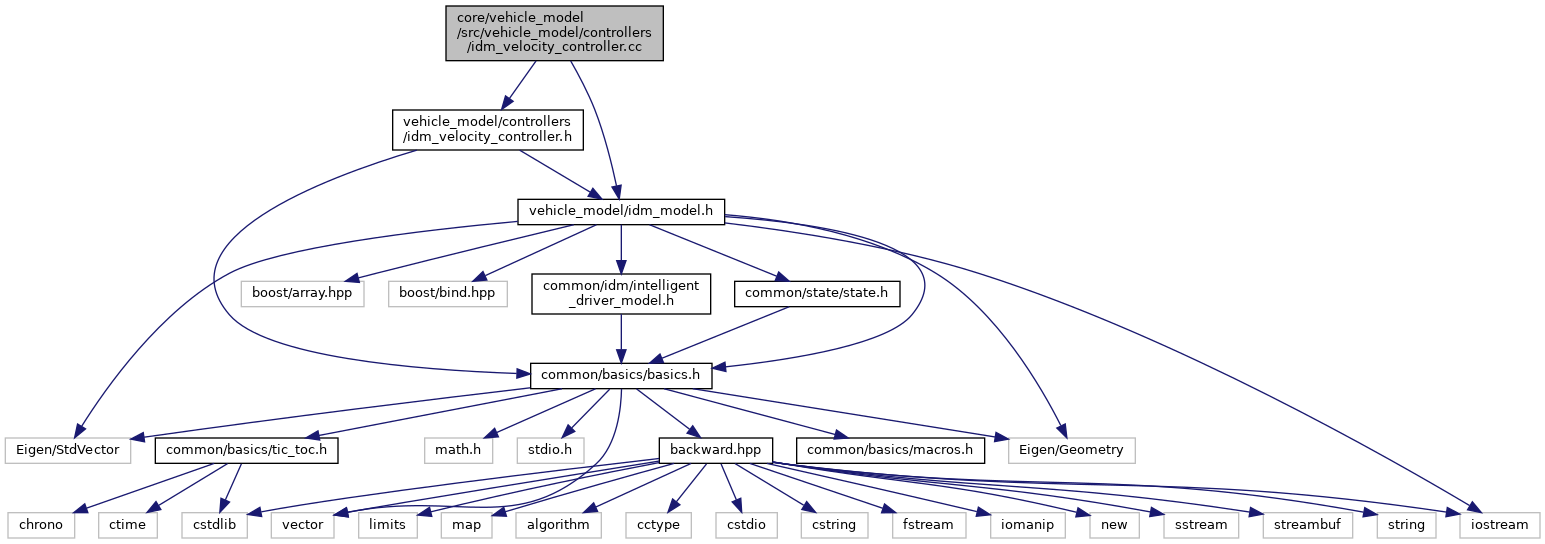 core/vehicle_model
/src/vehicle_model/controllers
/idm_velocity_controller.cc
vehicle_model/controllers
/idm_velocity_controller.h
vehicle_model/idm_model.h
boost/array.hpp
boost/bind.hpp
common/idm/intelligent
_driver_model.h
common/state/state.h
common/basics/basics.h
Eigen/StdVector
common/basics/tic_toc.h
math.h
stdio.h
backward.hpp
common/basics/macros.h
Eigen/Geometry
chrono
ctime
cstdlib
vector
limits
map
algorithm
cctype
cstdio
cstring
fstream
iomanip
new
sstream
streambuf
string
iostream